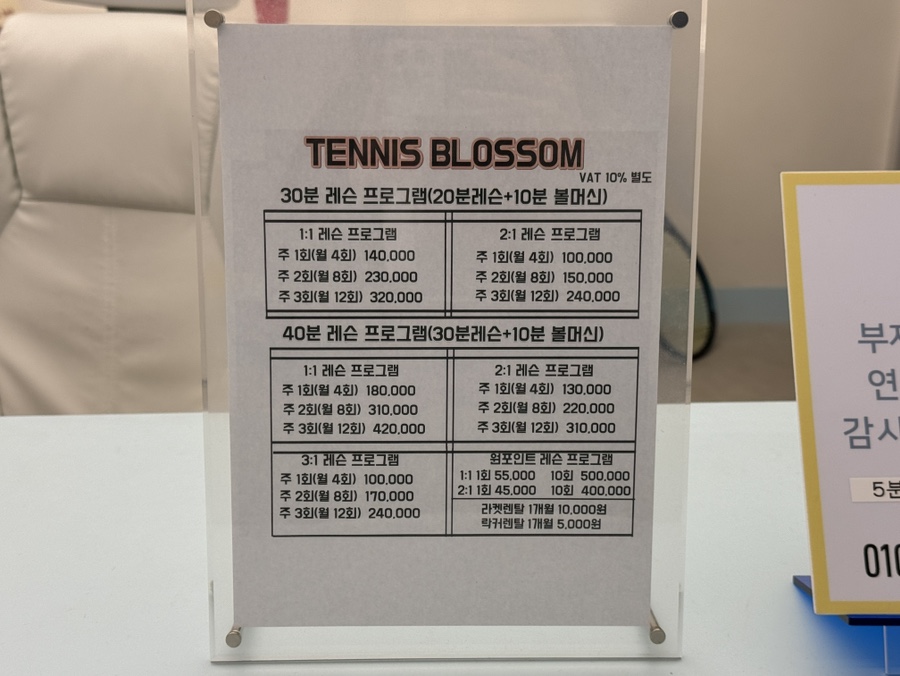 TENNIS BLOSSOM
VAT 10% 별도
30분 레슨 프로그램(20분레슨+10분 볼머신)
1:1 레슨 프로그램
주 1회(월 4회) 140,000
주 2회(월 8회) 230,000
주 3회(월 12회) 320,000
2:1 레슨 프로그램
주 1회(월 4회) 100,000
주 2회(월 8회) 150,000
주 3회(월 12회) 240,000
40분 레슨 프로그램(30분레슨+10분 볼머신)
1:1 레슨 프로그램
주 1회(월 4회) 180,000
주 2회(월 8회) 310,000
주 3회(월 12회) 420,000
2:1 레슨 프로그램
주 1회(월 4회) 130,000
주 2회(월 8회) 220,000
주 3회(월 12회) 310,000
3:1 레슨 프로그램
주 1회(월 4회) 100,000
주 2회(월 8회) 170,000
주 3회(월 12회) 240,000
원포인트 레슨 프로그램
1:1 1회 55,000 10회 500,000
2:1 1회 45,000 10회 400,000
라켓렌탈 1개월 10,000원
락커렌탈 1개월 5,000원
연
감사
5분
010